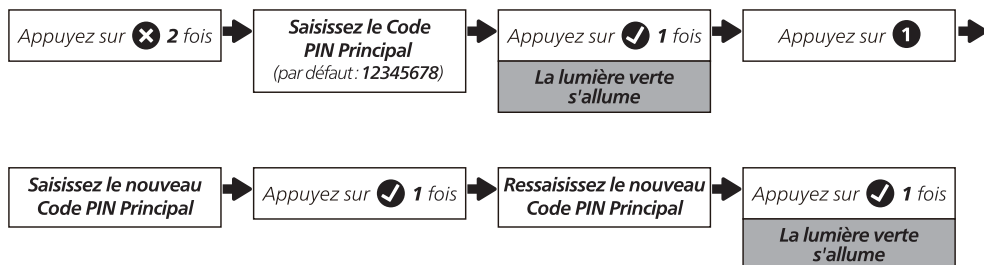 Appuyez sur ✖ 2 fois
Saisissez le Code
PIN Principal
(par défaut : 12345678)
Appuyez sur ✔ 1 fois
La lumière verte
s'allume
Appuyez sur 1
Saisissez le nouveau
Code PIN Principal
Appuyez sur ✔ 1 fois
Ressaisissez le nouveau
Code PIN Principal
Appuyez sur ✔ 1 fois
La lumière verte
s'allume